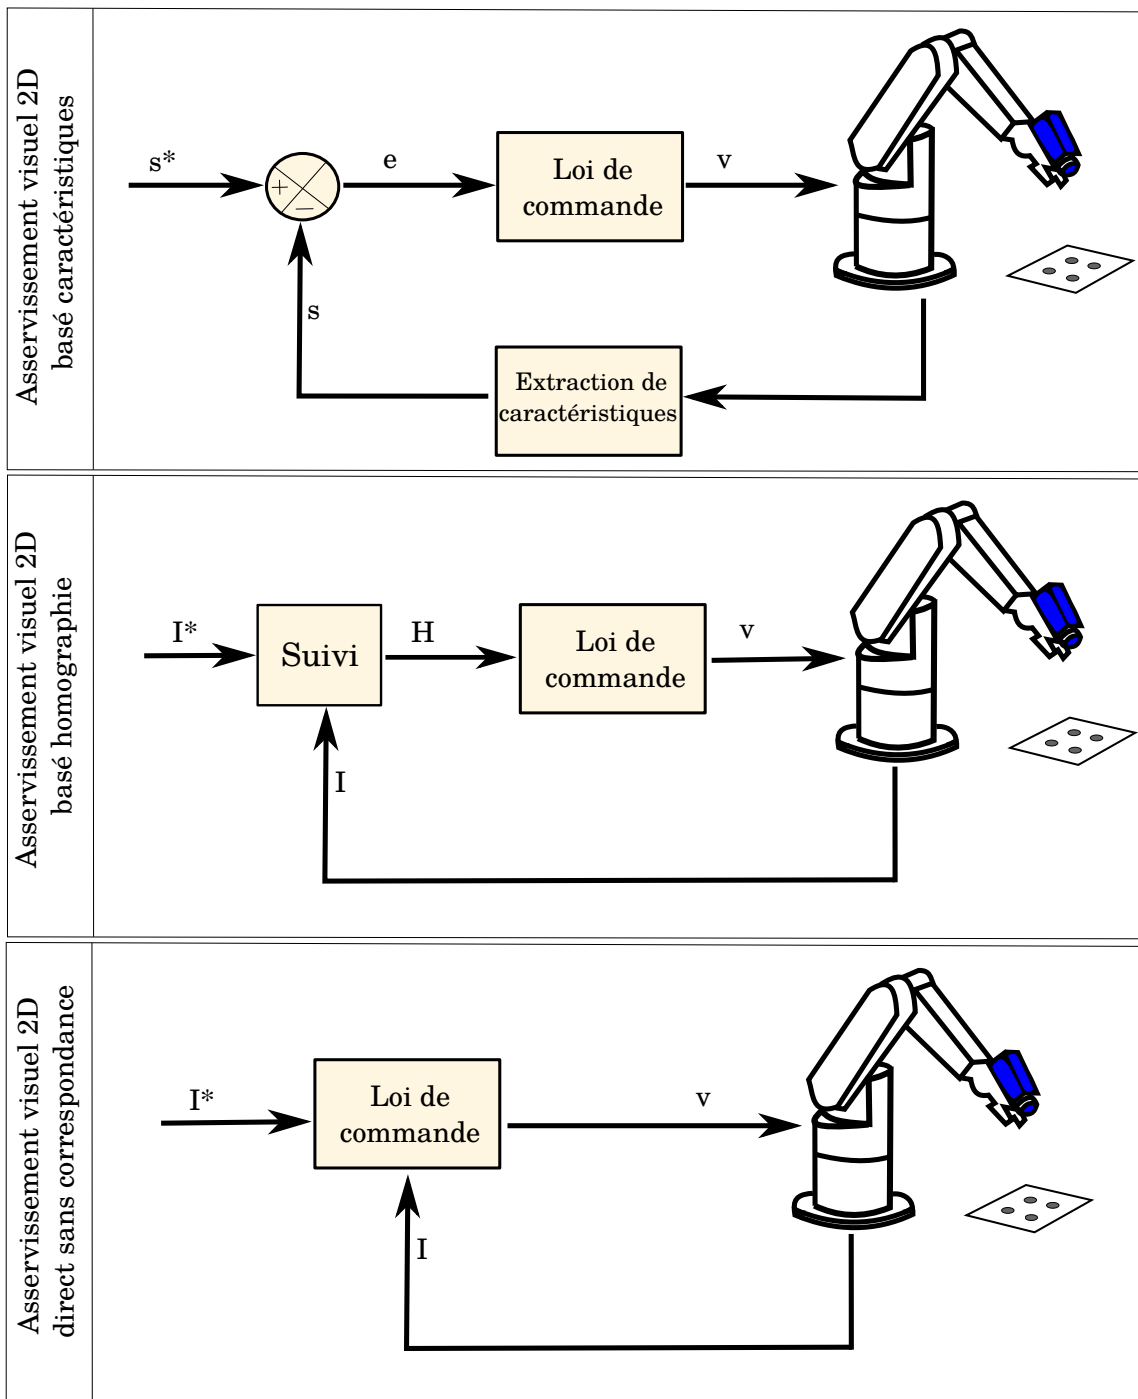 Asservissement visuel 2D
basé caractéristiques
s*
+
−
e
Loi de
commande
v
s
Extraction de
caractéristiques
Asservissement visuel 2D
basé homographie
I*
Suivi
H
Loi de
commande
v
I
Asservissement visuel 2D
direct sans correspondance
I*
Loi de
commande
v
I